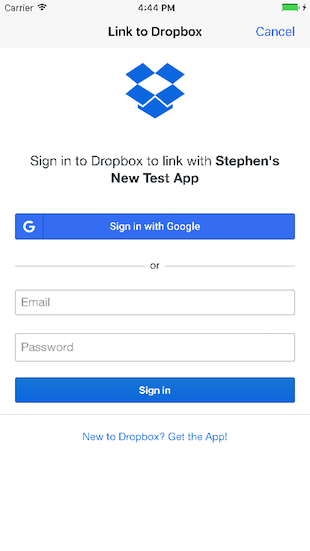 Carrier 4:44 PM
Link to Dropbox Cancel
Sign in to Dropbox to link with Stephen's
New Test App
G Sign in with Google
or
Email
Password
Sign in
New to Dropbox? Get the App!